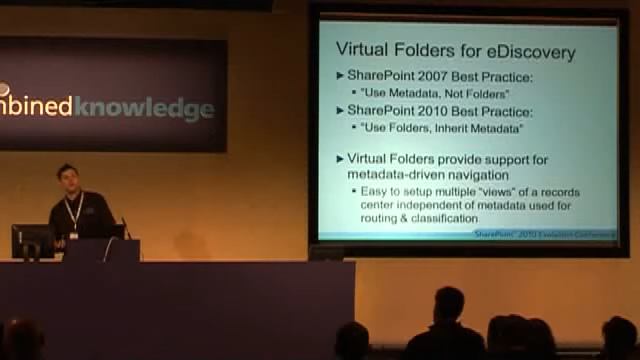 mbinedknowledge
Virtual Folders for eDiscovery
► SharePoint 2007 Best Practice:
▪ "Use Metadata, Not Folders"
► SharePoint 2010 Best Practice:
▪ "Use Folders, Inherit Metadata"
► Virtual Folders provide support for
metadata-driven navigation
▪ Easy to setup multiple "views" of a records
center independent of metadata used for
routing & classification
SharePoint 2010 Evolution Conference